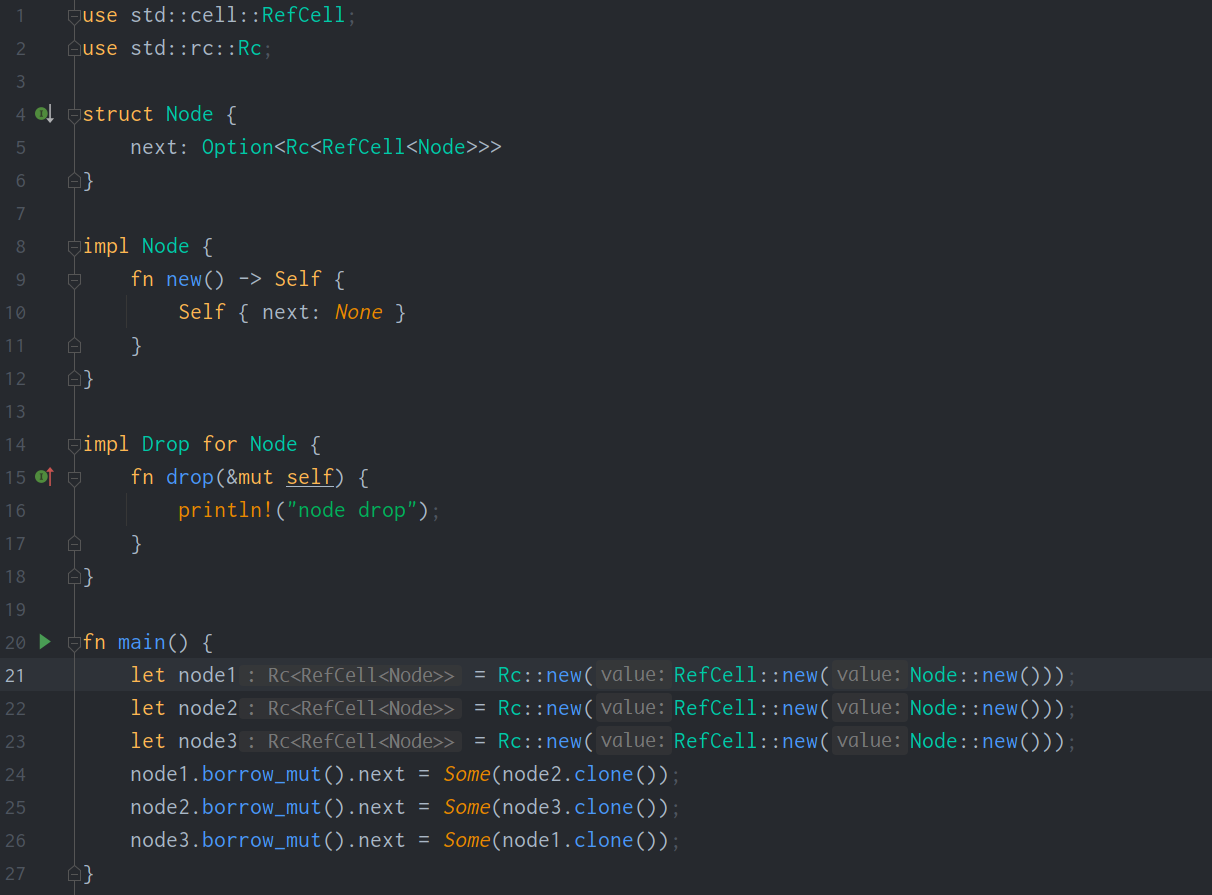 1 use std::cell::RefCell;
2 use std::rc::Rc;
3
4 struct Node {
5 next: Option<Rc<RefCell<Node>>>
6 }
7
8 impl Node {
9 fn new() -> Self {
10 Self { next: None }
11 }
12 }
13
14 impl Drop for Node {
15 fn drop(&mut self) {
16 println!("node drop");
17 }
18 }
19
20 fn main() {
21 let node1: Rc<RefCell<Node>> = Rc::new( value: RefCell::new( value: Node::new()));
22 let node2: Rc<RefCell<Node>> = Rc::new( value: RefCell::new( value: Node::new()));
23 let node3: Rc<RefCell<Node>> = Rc::new( value: RefCell::new( value: Node::new()));
24 node1.borrow_mut().next = Some(node2.clone());
25 node2.borrow_mut().next = Some(node3.clone());
26 node3.borrow_mut().next = Some(node1.clone());
27 }